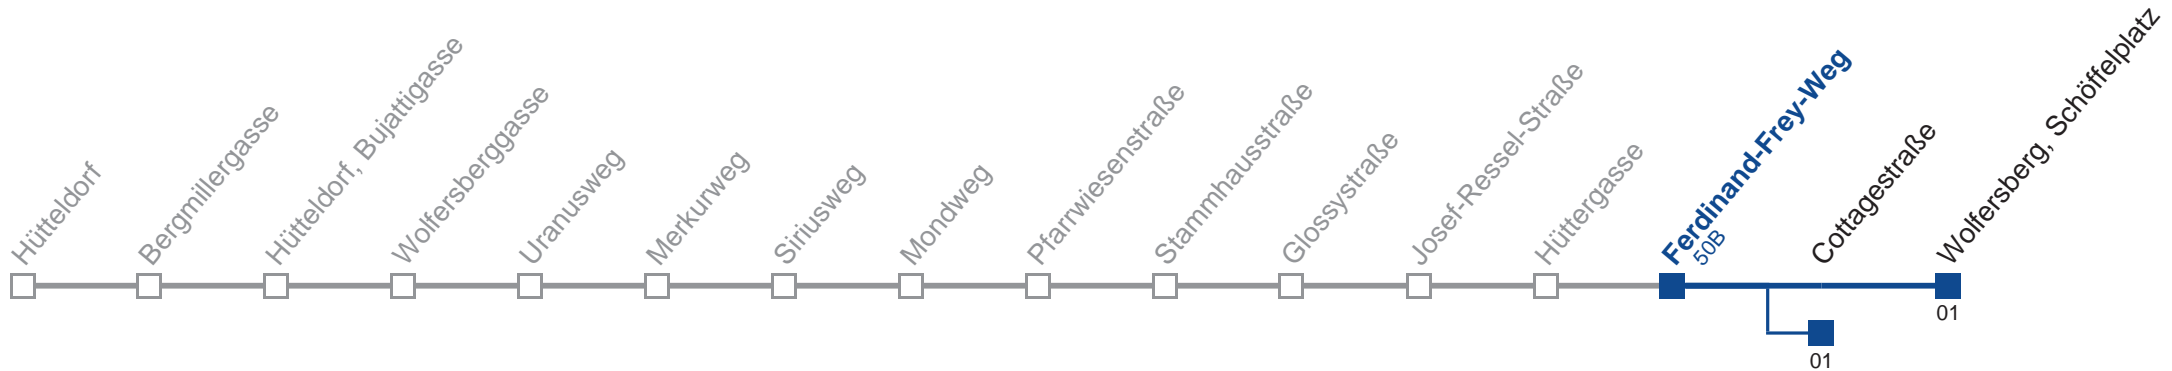 Hütteldorf
Bergmillergasse
Hütteldorf, Bujattigasse
Wolfersberggasse
Uranusweg
Merkurweg
Siriusweg
Mondweg
Pfarrwiesenstraße
Stammhausstraße
Glossystraße
Josef-Ressel-Straße
Hüttergasse
Ferdinand-Frey-Weg
50B
Cottagestraße
Wolfersberg, Schöffelplatz
01
01